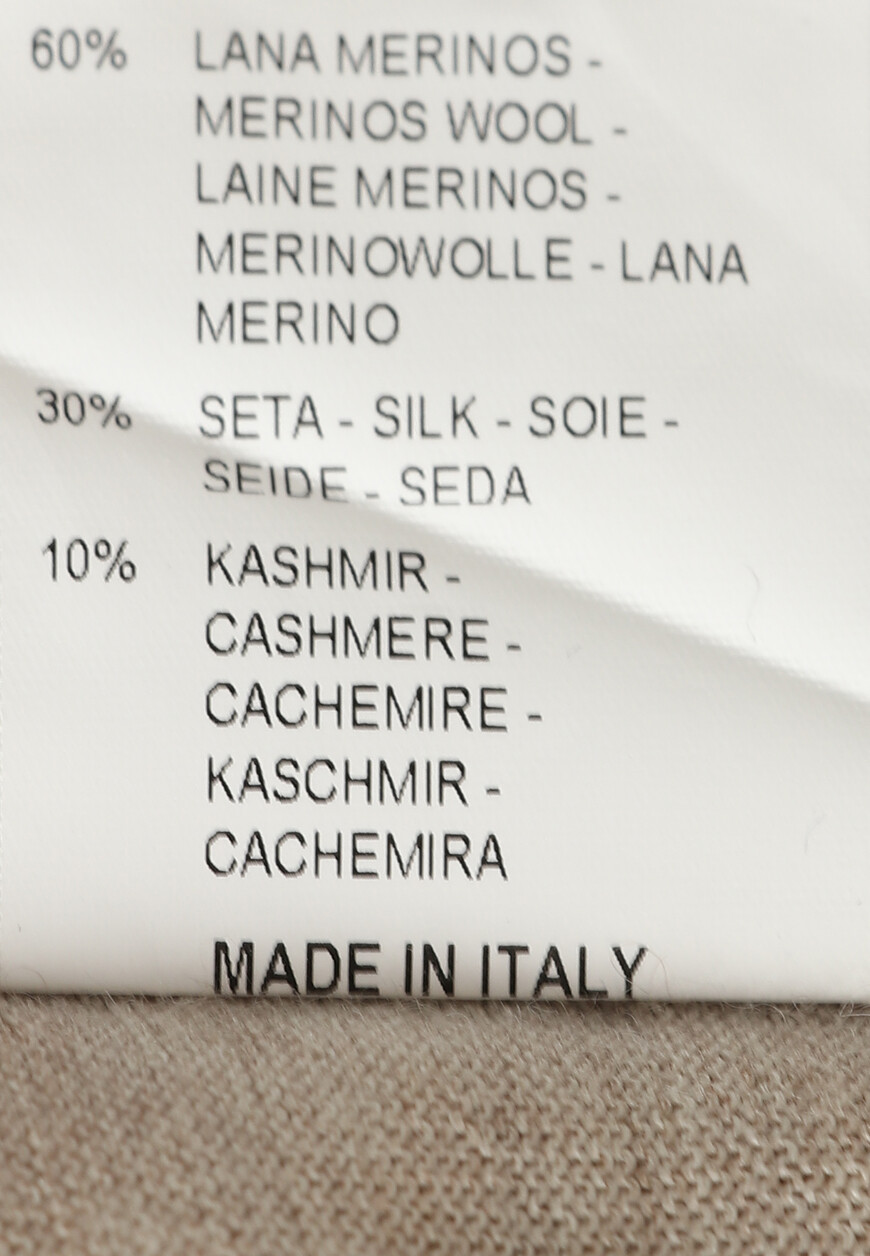 60% LANA MERINOS -
MERINOS WOOL -
LAINE MERINOS -
MERINOWOLLE - LANA
MERINO
30% SETA - SILK - SOIE -
SEIDE - SEDA
10% KASHMIR -
CASHMERE -
CACHEMIRE -
KASCHMIR -
CACHEMIRA
MADE IN ITALY